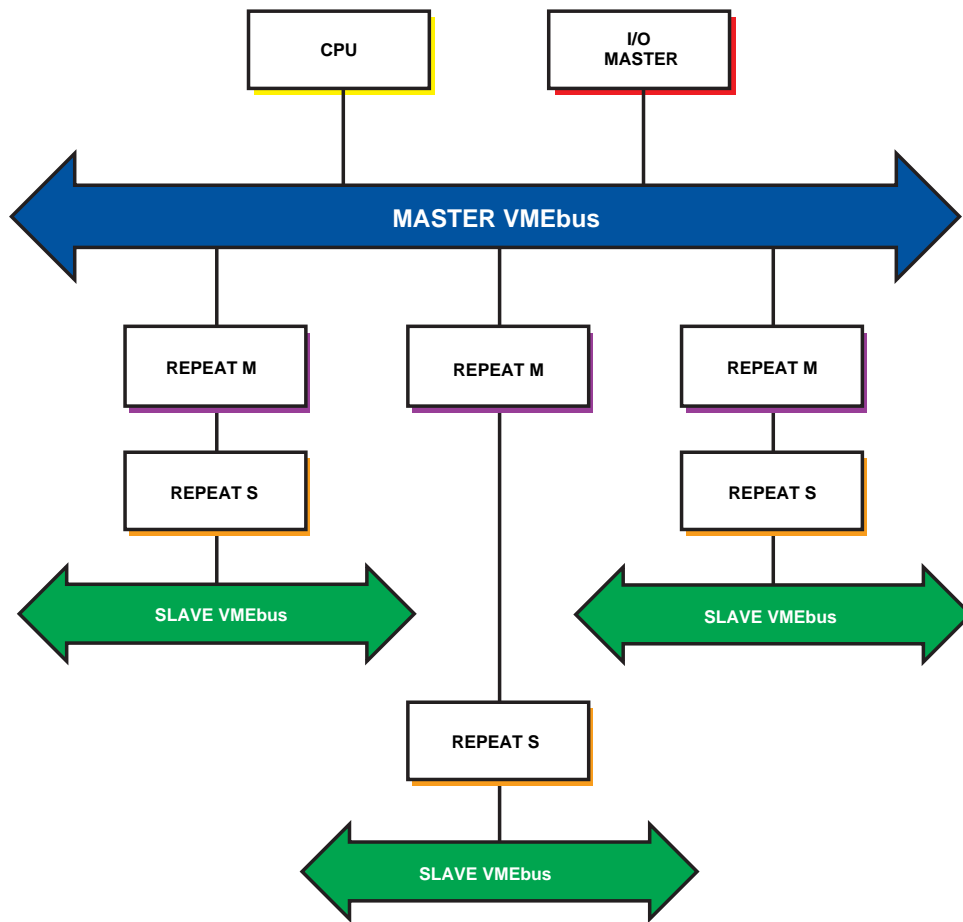 CPU
I/O
MASTER
MASTER VMEbus
REPEAT M
REPEAT M
REPEAT M
REPEAT S
REPEAT S
SLAVE VMEbus
SLAVE VMEbus
REPEAT S
SLAVE VMEbus